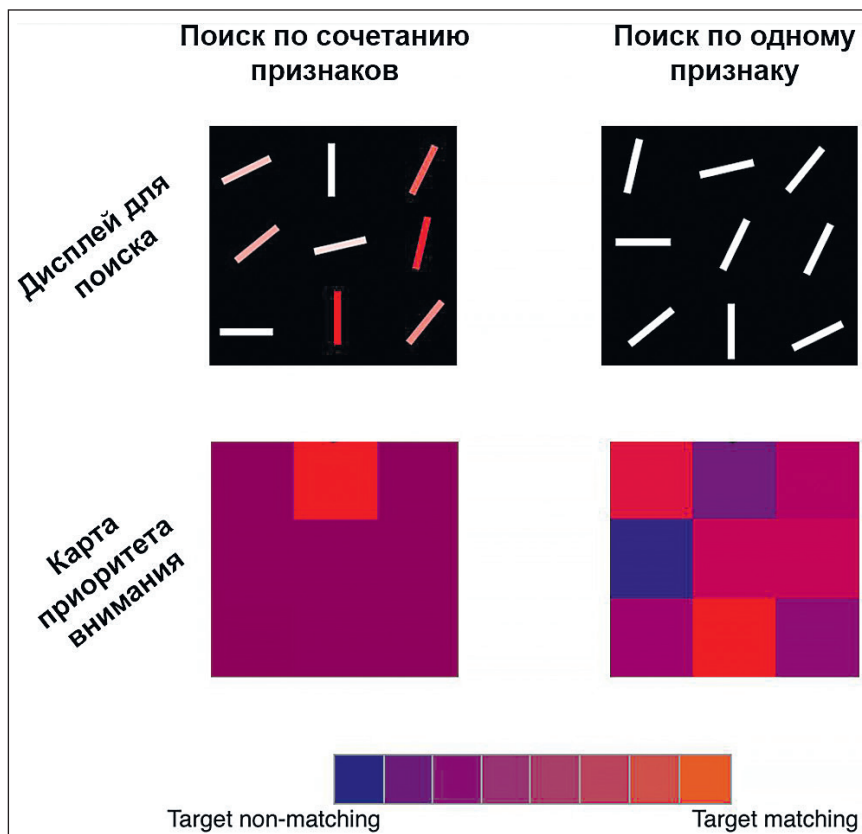 Поиск по сочетанию
признаков
Поиск по одному
признаку
Дисплей для
поиска
Карта
приоритета
внимания
Target non-matching
Target matching